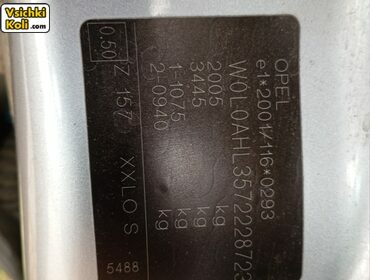 Vsichki
Koli.com
OPEL
e1*2001/116*0293
W0L0AHL3572228723
2005 kg
3445 kg
1-1075 kg
2-0940 kg
0.50 Z 157 XXLO S
5488